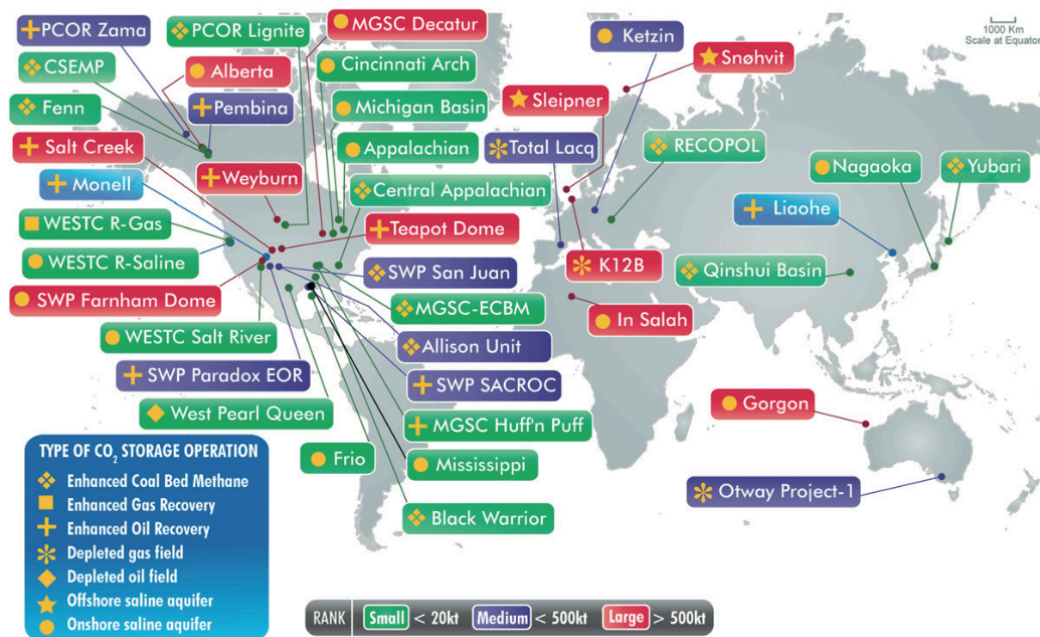 PCOR Zama
PCOR Lignite
MGSC Decatur
Ketzin
1000 Km
Scale at Equator
CSEMP
Alberta
Cincinnati Arch
Snøhvit
Fenn
Pembina
Michigan Basin
Sleipner
Salt Creek
Appalachian
Total Lacq
RECOPOL
Nagaoka
Yubari
Monell
Weyburn
Central Appalachian
WESTC R-Gas
Teapot Dome
Liaohe
WESTC R-Saline
SWP San Juan
K12B
Qinshui Basin
SWP Farnham Dome
MGSC-ECBM
In Salah
WESTC Salt River
Allison Unit
SWP Paradox EOR
SWP SACROC
Gorgon
West Pearl Queen
MGSC Huff'n Puff
Frio
Mississippi
Otway Project-1
Black Warrior
TYPE OF CO₂ STORAGE OPERATION
Enhanced Coal Bed Methane
Enhanced Gas Recovery
Enhanced Oil Recovery
Depleted gas field
Depleted oil field
Offshore saline aquifer
Onshore saline aquifer
RANK Small < 20kt Medium < 500kt Large > 500kt